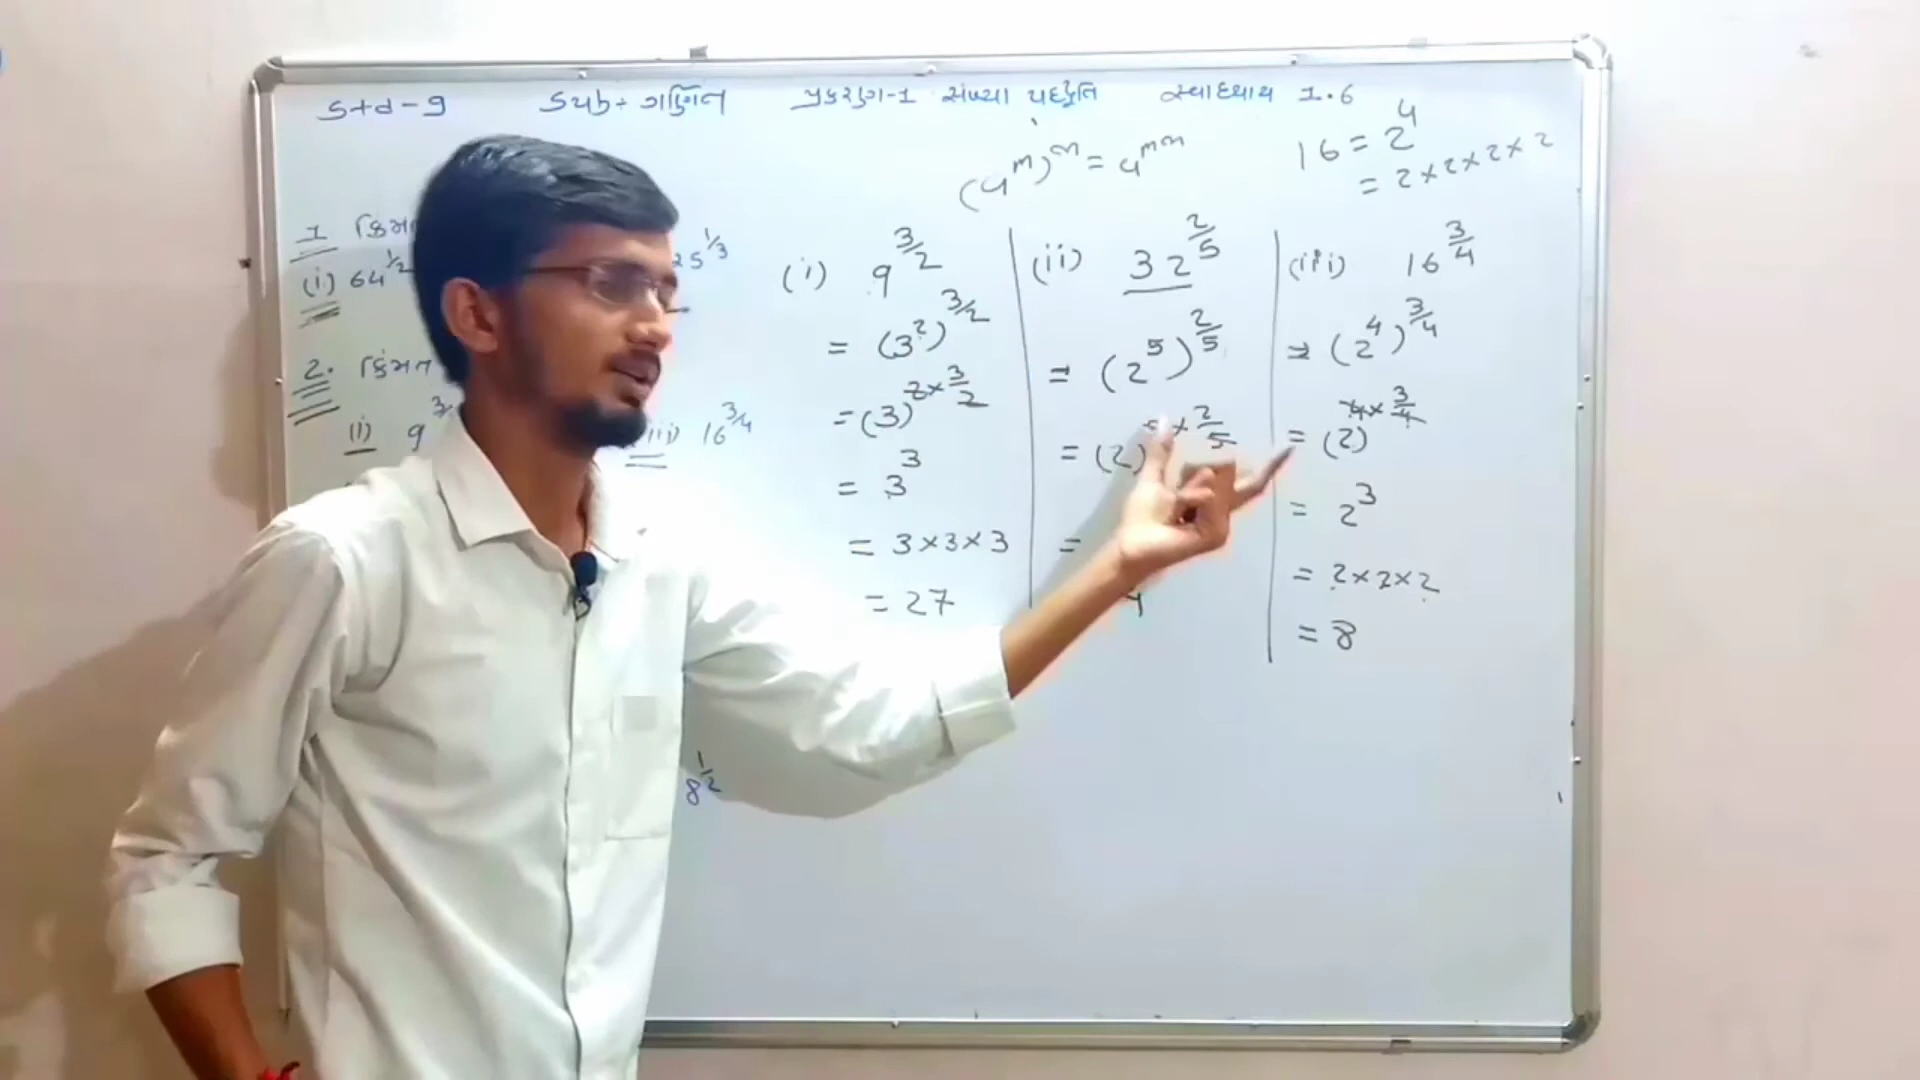 Std-9 Sub+ ગણિત પ્રકરણ-1 સંખ્યા પદ્ધતિ સ્વાધ્યાય 1.6
(a^m)^n = a^mn
16 = 2^4
= 2×2×2×2
1
(i) 64^1/2
25^1/3
2. કિંમત
(i) 9^3/
iii) 16^3/4
8^1/2
(i) 9^3/2
= (3^2)^3/2
= (3)^2×3/2
= 3^3
= 3×3×3
= 27
(ii) 32^2/5
= (2^5)^2/5
= (2) × 2/5
=
4
(iii) 16^3/4
= (2^4)^3/4
= (2)^4×3/4
= 2^3
= 2×2×2
= 8